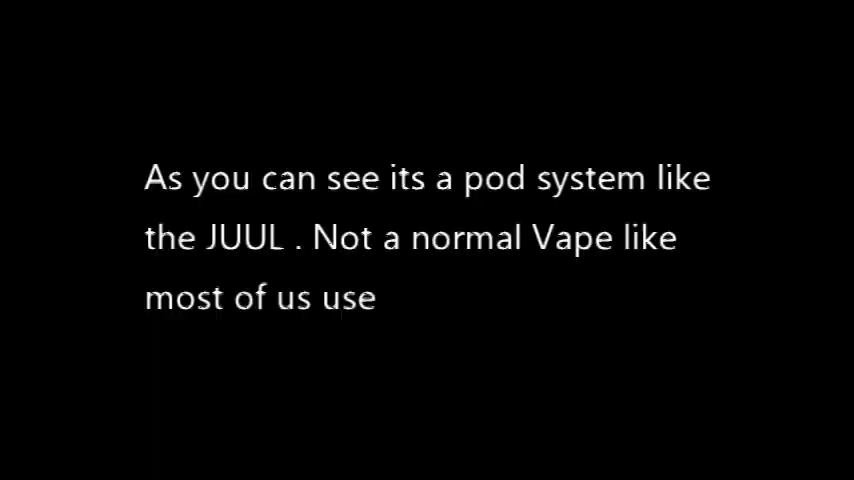 As you can see its a pod system like
the JUUL . Not a normal Vape like
most of us use